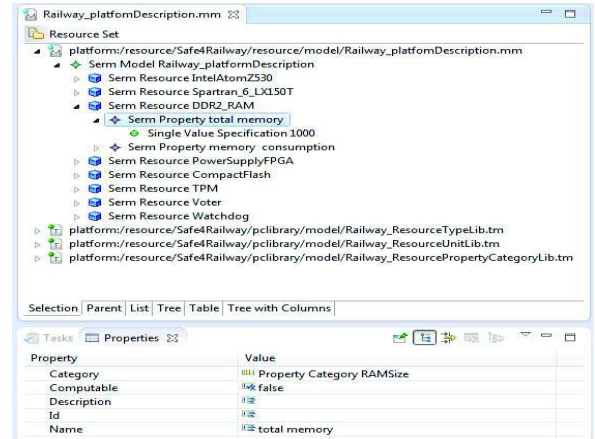 Railway_platfomDescription.mm
Resource Set
platform:/resource/Safe4Railway/resource/model/Railway_platfomDescription.mm
Serm Model Railway_platformDescription
Serm Resource IntelAtomZ530
Serm Resource Spartran_6_LX150T
Serm Resource DDR2_RAM
Serm Property total memory
Single Value Specification 1000
Serm Property memory consumption
Serm Resource PowerSupplyFPGA
Serm Resource CompactFlash
Serm Resource TPM
Serm Resource Voter
Serm Resource Watchdog
platform:/resource/Safe4Railway/pclibrary/model/Railway_ResourceTypeLib.tm
platform:/resource/Safe4Railway/pclibrary/model/Railway_ResourceUnitLib.tm
platform:/resource/Safe4Railway/pclibrary/model/Railway_ResourcePropertyCategoryLib.tm
Selection Parent List Tree Table Tree with Columns
Tasks Properties
Property Value
Category Property Category RAMSize
Computable false
Description
Id
Name total memory